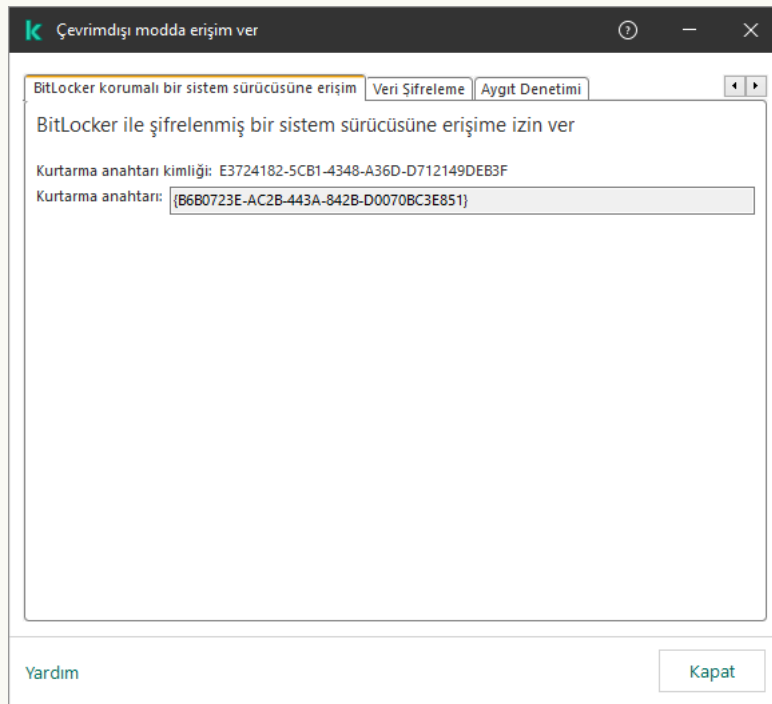 Çevrimdışı modda erişim ver
BitLocker korumalı bir sistem sürücüsüne erişim Veri Şifreleme Aygıt Denetimi
BitLocker ile şifrelenmiş bir sistem sürücüsüne erişime izin ver
Kurtarma anahtarı kimliği: E3724182-5CB1-4348-A36D-D712149DEB3F
Kurtarma anahtarı: {B6B0723E-AC2B-443A-842B-D0070BC3E851}
Yardım Kapat